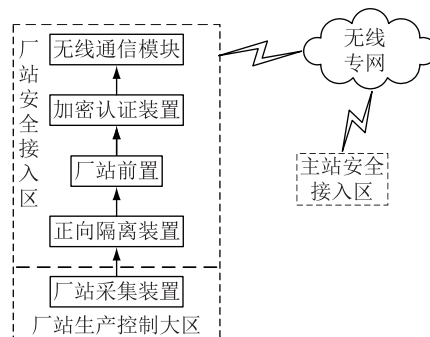 厂站安全接入区
无线通信模块
加密认证装置
厂站前置
正向隔离装置
厂站采集装置
厂站生产控制大区
无线
专网
主站安全
接入区